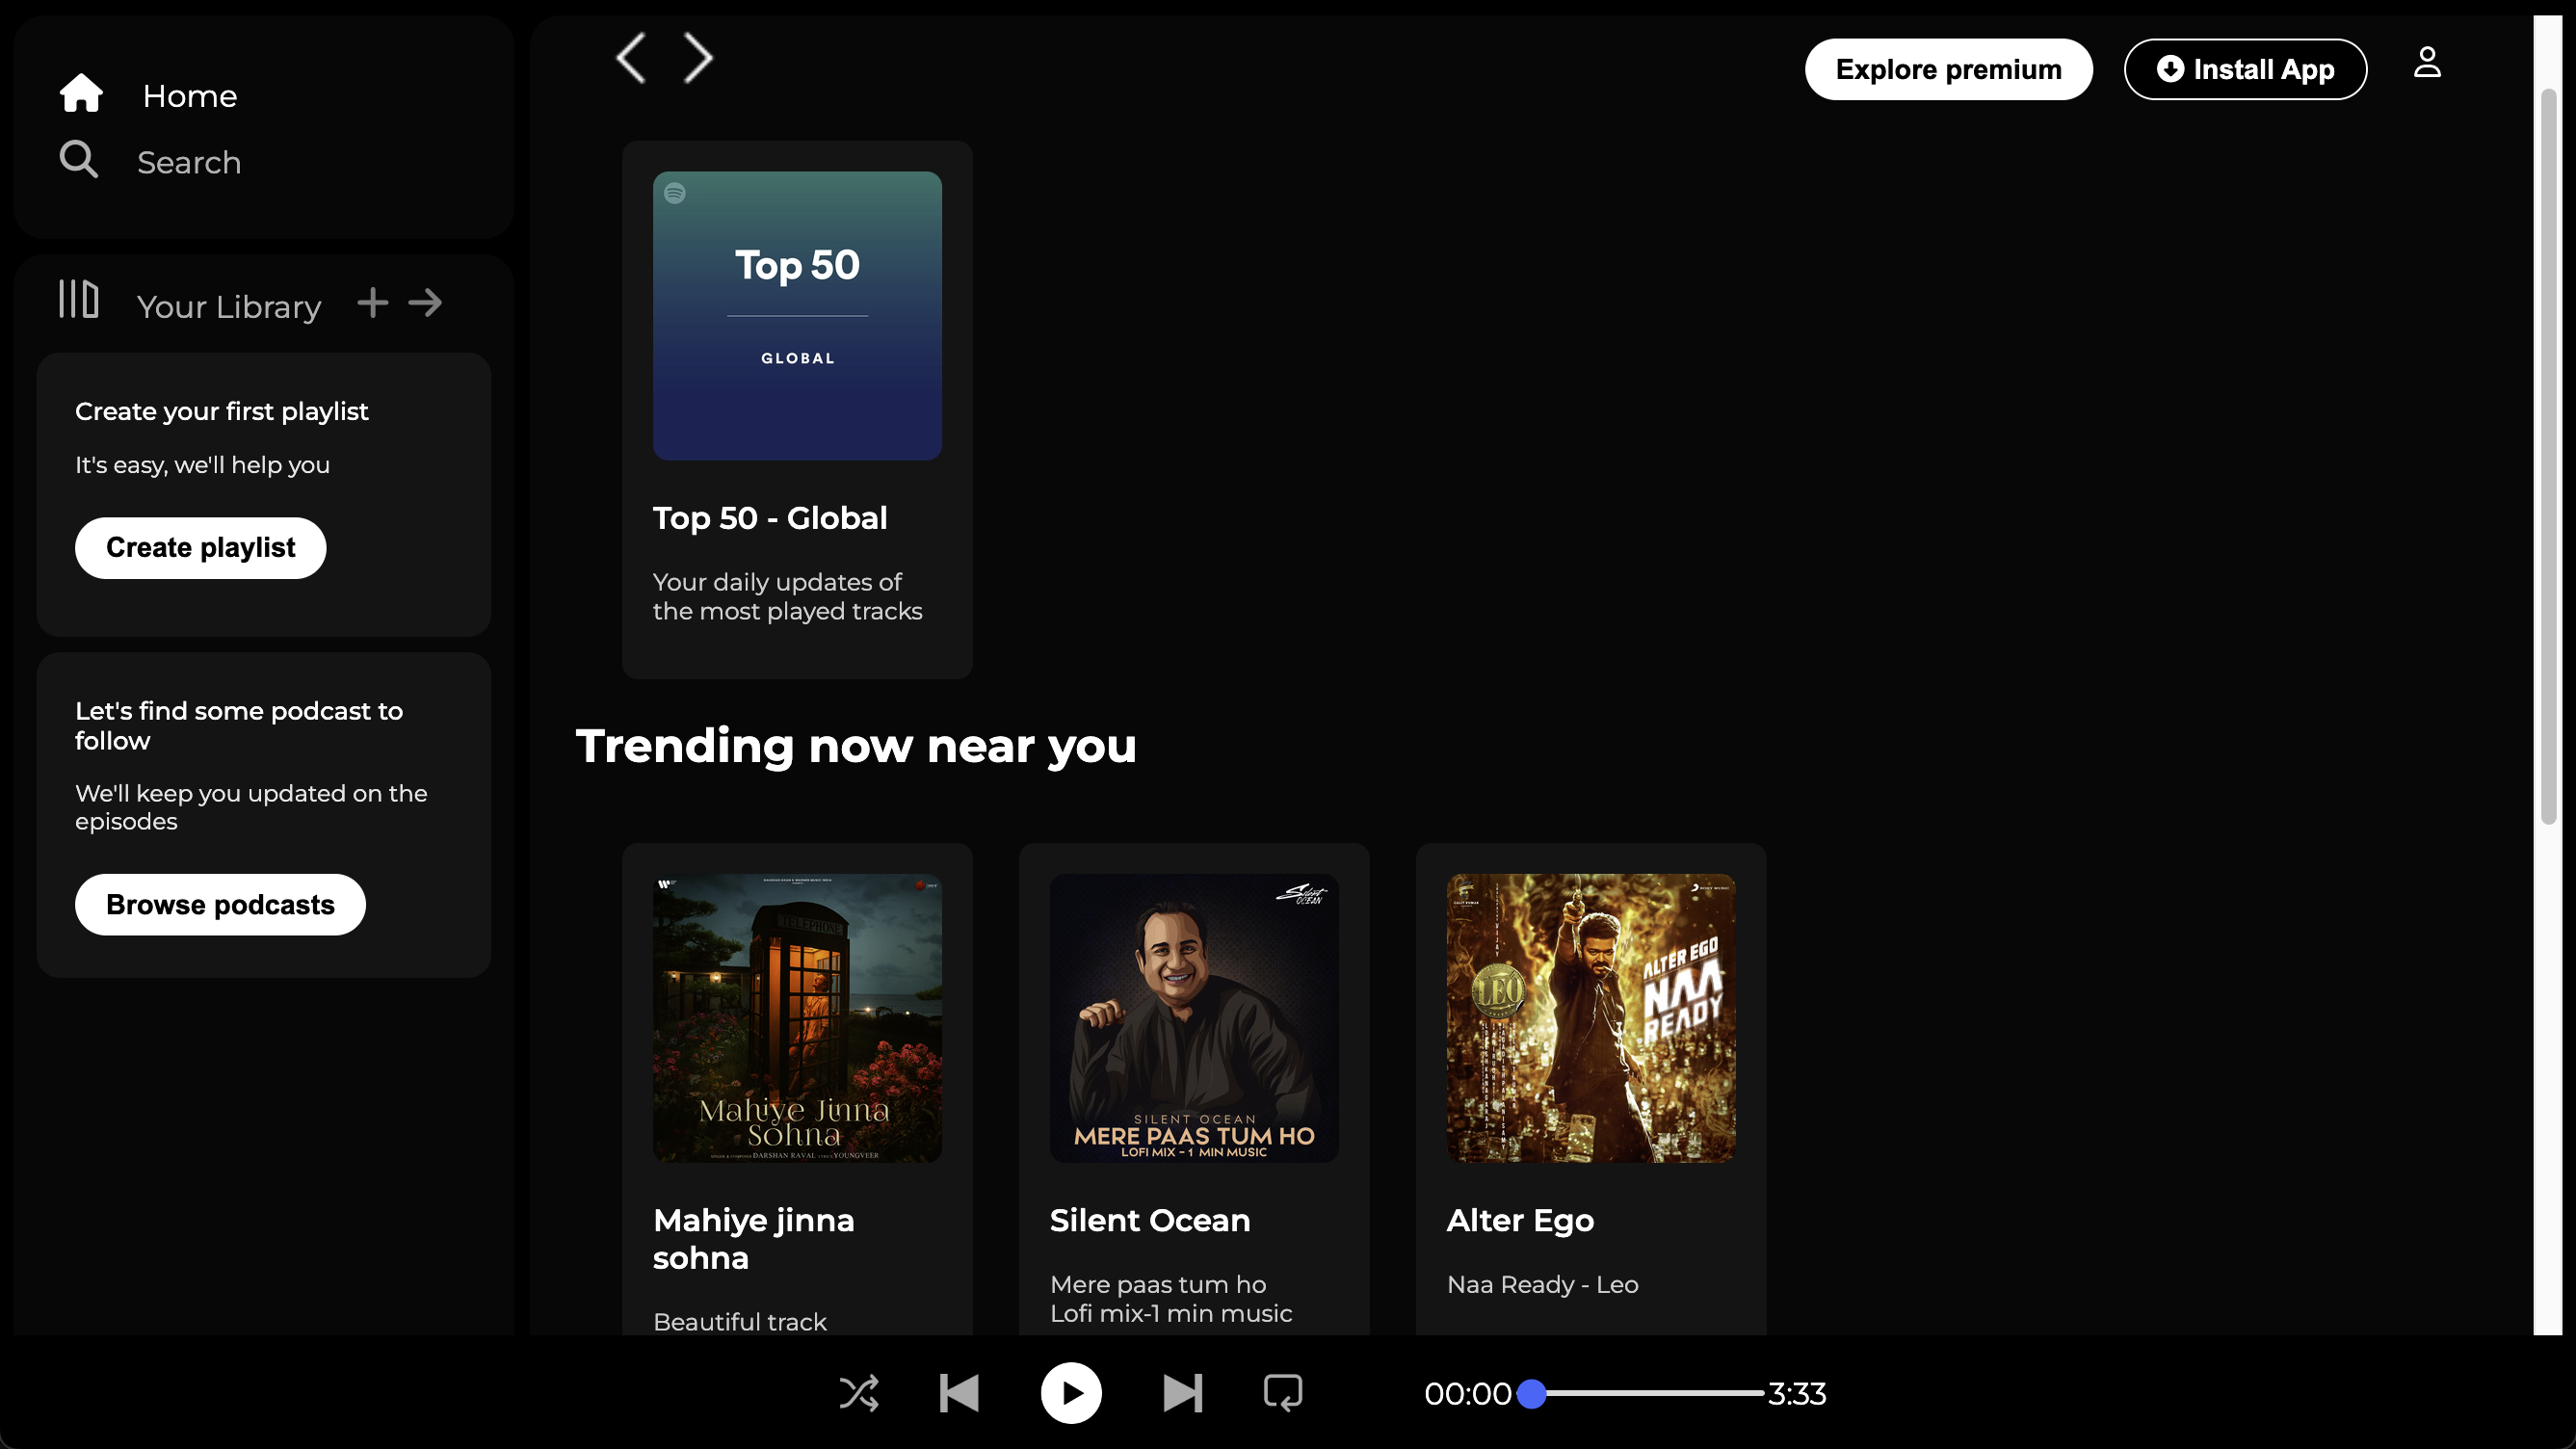 Home
Search
Your Library
Create your first playlist
It's easy, we'll help you
Create playlist
Let's find some podcast to
follow
We'll keep you updated on the
episodes
Browse podcasts
Explore premium
Install App
Top 50
GLOBAL
Top 50 - Global
Your daily updates of
the most played tracks
Trending now near you
TELEPHONE
Mahiye Jinna
Sohna
DARSHAN RAVAL
YOUNGVEER
Mahiye jinna
sohna
Beautiful track
Silent
OCEAN
SILENT OCEAN
MERE PAAS TUM HO
LOFI MIX - 1 MIN MUSIC
Silent Ocean
Mere paas tum ho
Lofi mix-1 min music
SONY MUSIC
ALTER EGO
NAA
READY
LEO
Alter Ego
Naa Ready - Leo
00:00
3:33